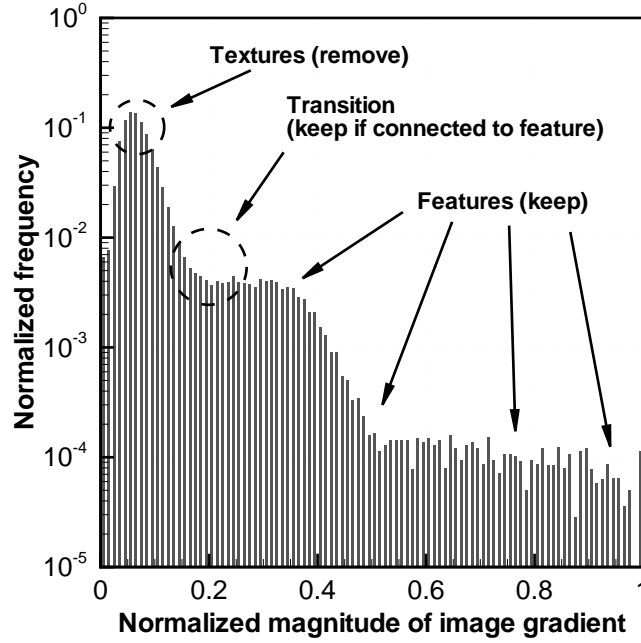 10^0
Textures (remove)
Transition
(keep if connected to feature)
10^-1
Features (keep)
10^-2
10^-3
10^-4
10^-5
Normalized frequency
0 0.2 0.4 0.6 0.8 1
Normalized magnitude of image gradient